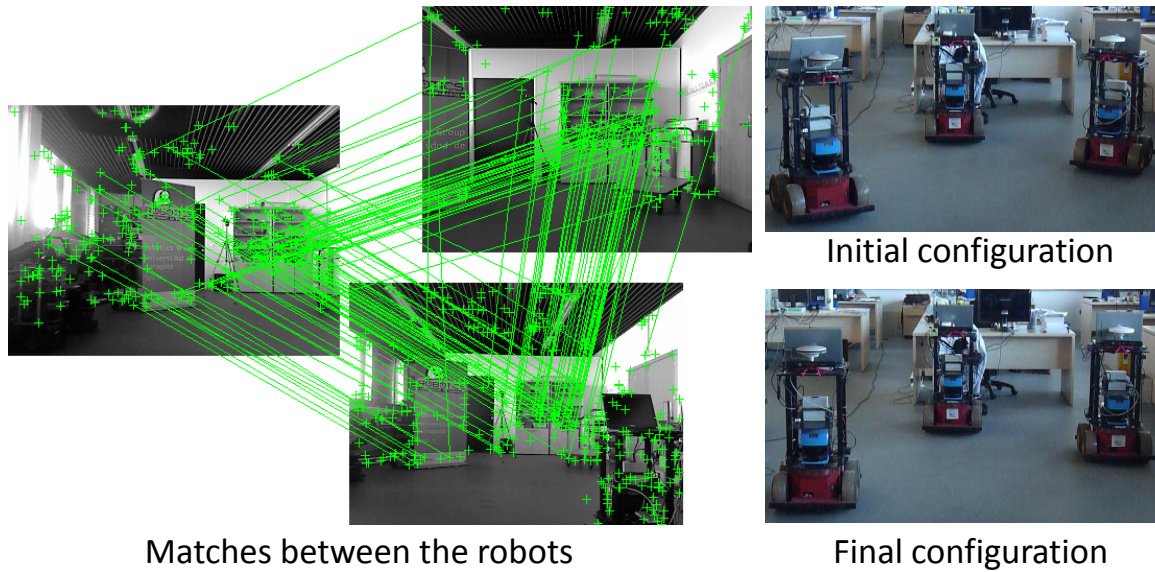 Initial configuration
Matches between the robots
Final configuration